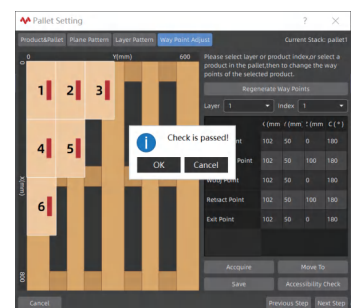 Pallet Setting
Product&Pallet Plane Pattern Layer Pattern Way Point Adjust Current Stack: pallet1
0 Y(mm) 600
Please select layer or product index,or select a
product in the pallet,then to change the way
points of the selected product.
Regenerate Way Points
Layer 1 Index 1
(mm (mm (mm C (°)
1 2 3
Check is passed!
102 50 0 180
OK Cancel
Point 102 50 100 180
4 5
Point 102 50 0 180
X(mm)
Retract Point 102 50 100 180
6
Exit Point 102 50 0 180
800
Accquire Move To
Save Accessibility Check
Cancel Previous Step Next Step